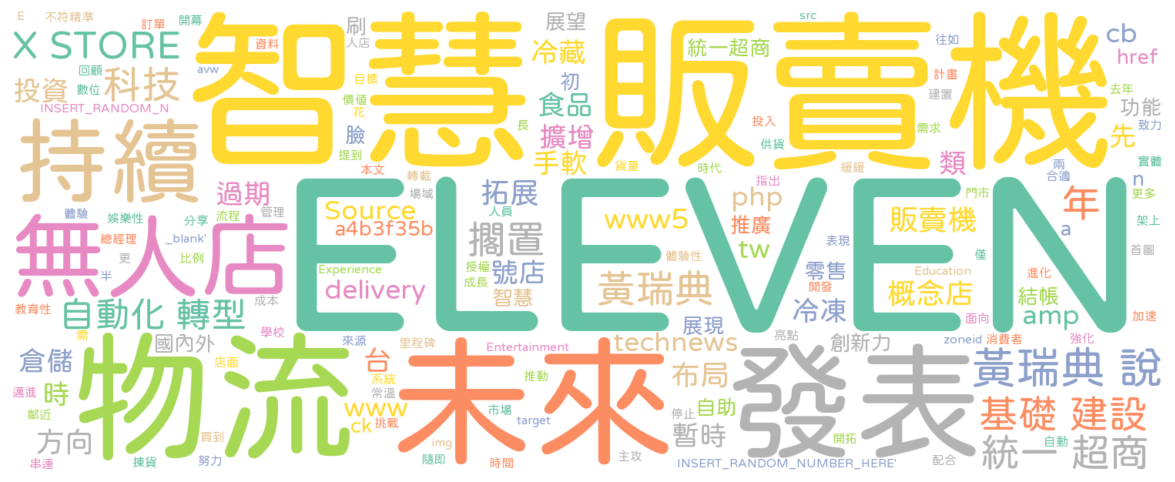 E 不符精準 訂單 開幕
X STORE
智慧 販賣機
刷 人店
展望
src
往如
cb
href
資料
冷藏
統一超商
回顧
數位
avw
投資
科技
目標
初
計畫
去年
INSERT_RANDOM_N
價值
花
食品
建置
功能
持續
臉
長
擴增
投入
需求
先
致力
提到
手軟
供貨
本文
貨量
時代
緩緩
類
兩
合適
實體
n
過期
轉載
場域
拓展
php
指出
門市
年
更多
ELEVEN
體驗
娛樂性
分享
流程
管理
Source
人員
www5
推廣
販賣機
a
架上
無人店
總經理
_blank'
a4b3f35b
擱置
號店
tw
表現
體驗性
僅
首圖
更
比例
半
Experience
授權
成長
智慧
黃瑞典
零售
開發
Education
概念店
進化
結帳
delivery
教育性
成本
自動化 轉型
冷凍
面向
amp
加速
學校
需
國內外
來源
里程碑
展現
technews
亮點
創新力
zoneid
消費者
強化
倉儲
物流
店面
台
系統
常溫
Entertainment
未來
布局
發表
黃瑞典 說
邁進
時
推動
www
ck
挑戰
市場
target
自助
停止
基礎 建設
鄰近
方向
買到
img
隨即
暫時
開拓
自動
統一 超商
串連
揀貨
努力
時間
主攻
INSERT_RANDOM_NUMBER_HERE'
配合